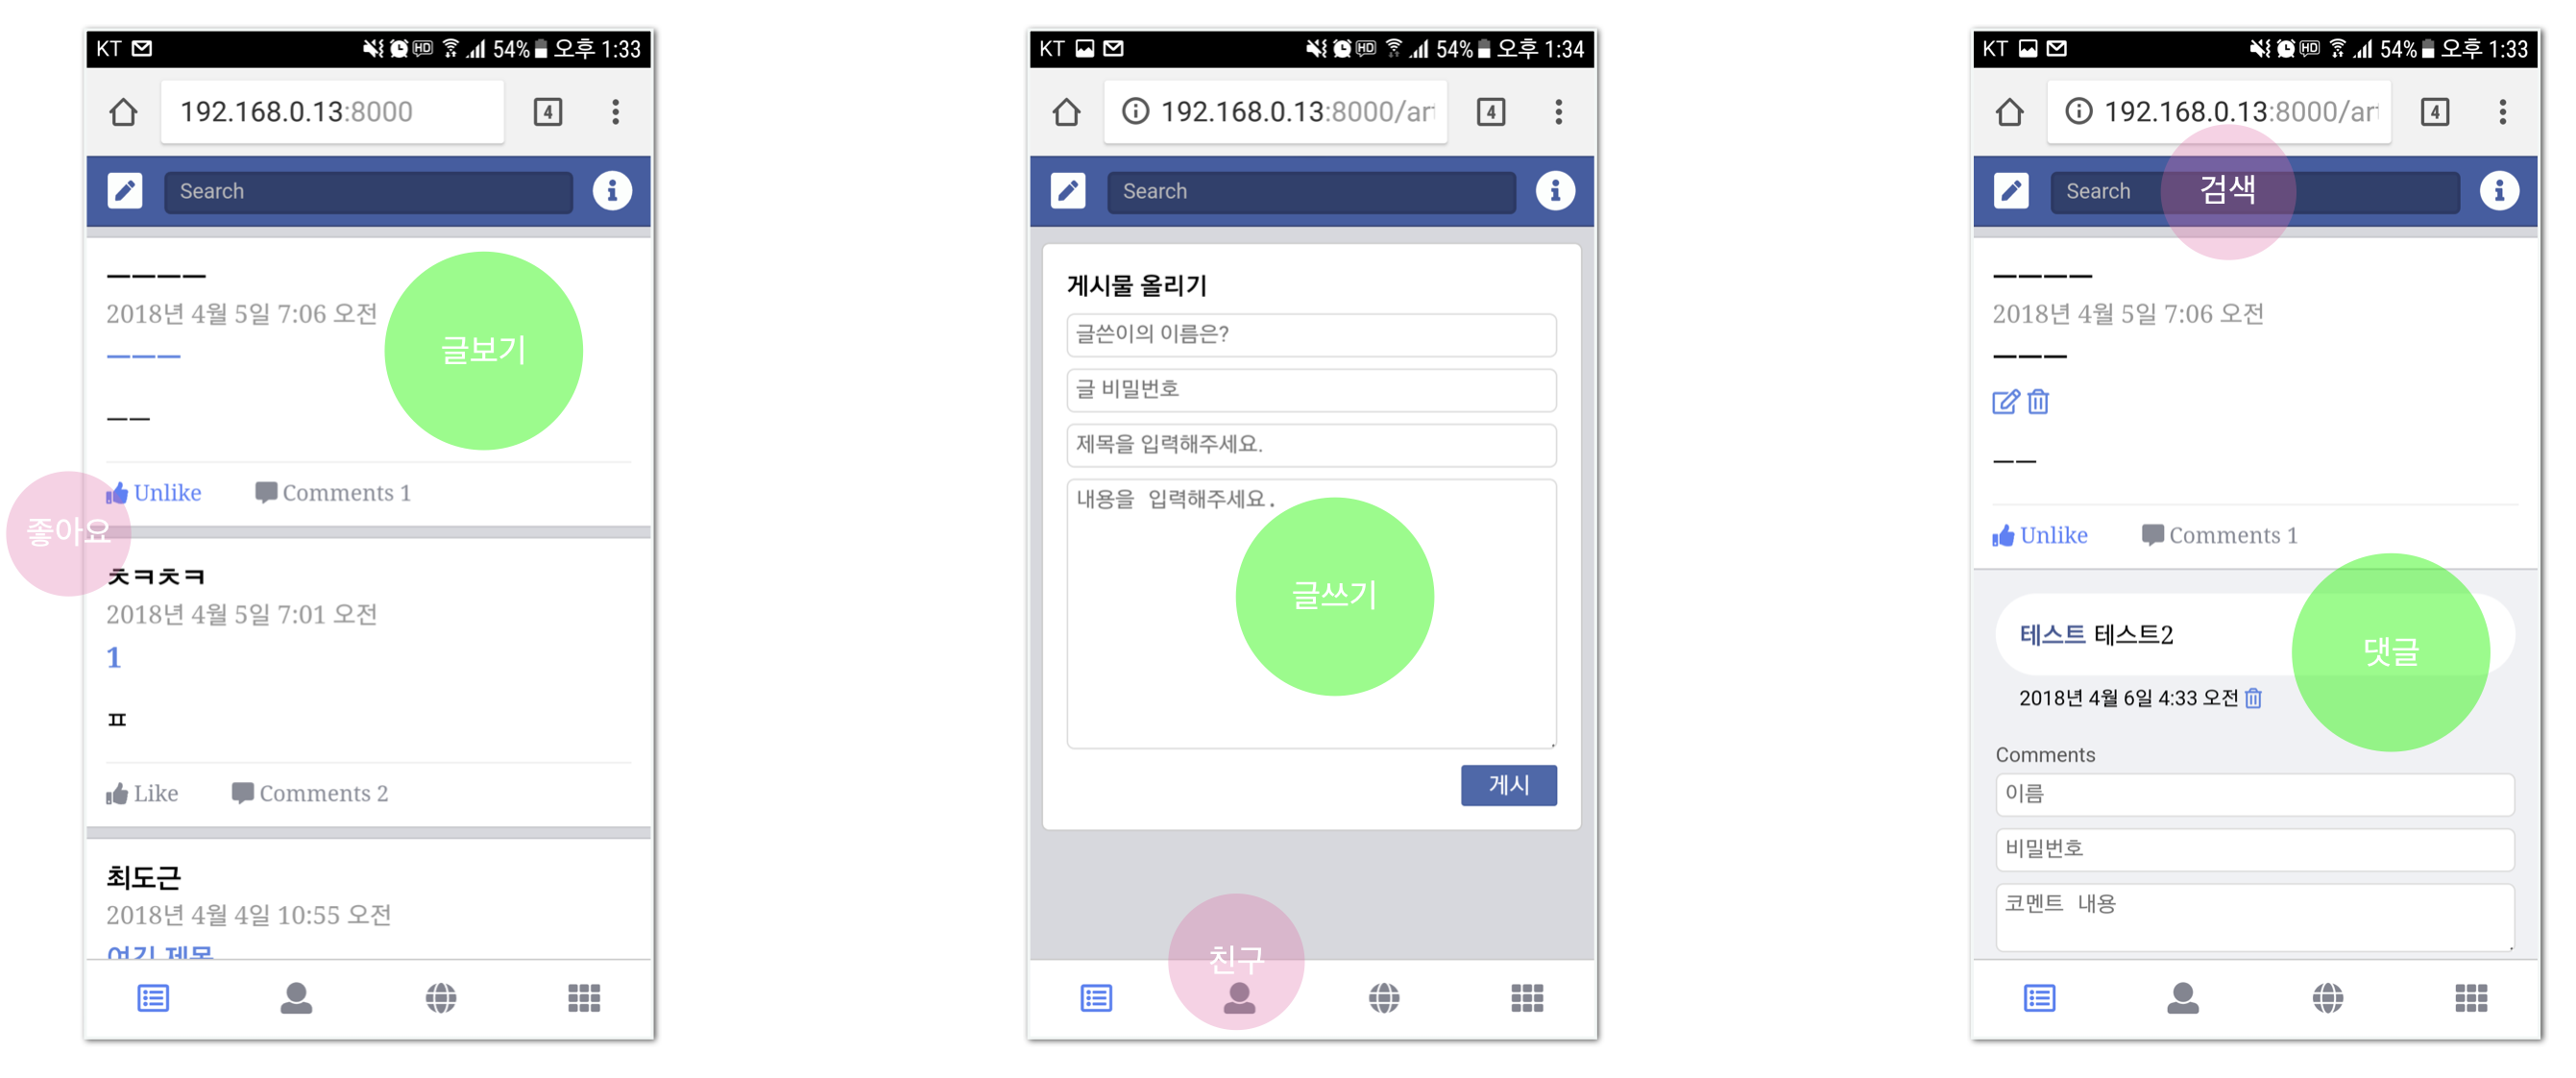 KT HD 54% 오후 1:33
192.168.0.13:8000 4
Search
ㅡㅡㅡㅡ
2018년 4월 5일 7:06 오전
ㅡㅡㅡ
글보기
ㅡㅡ
Unlike Comments 1
좋아요
ㅊㅋㅊㅋ
2018년 4월 5일 7:01 오전
1
ㅍ
Like Comments 2
최도근
2018년 4월 4일 10:55 오전
여기 제목
KT HD 54% 오후 1:34
192.168.0.13:8000/art 4
Search
게시물 올리기
글쓴이의 이름은?
글 비밀번호
제목을 입력해주세요.
내용을 입력해주세요.
글쓰기
게시
친구
KT HD 54% 오후 1:33
192.168.0.13:8000/art 4
Search 검색
ㅡㅡㅡㅡ
2018년 4월 5일 7:06 오전
ㅡㅡㅡ
ㅡㅡ
Unlike Comments 1
테스트 테스트2
댓글
2018년 4월 6일 4:33 오전
Comments
이름
비밀번호
코멘트 내용